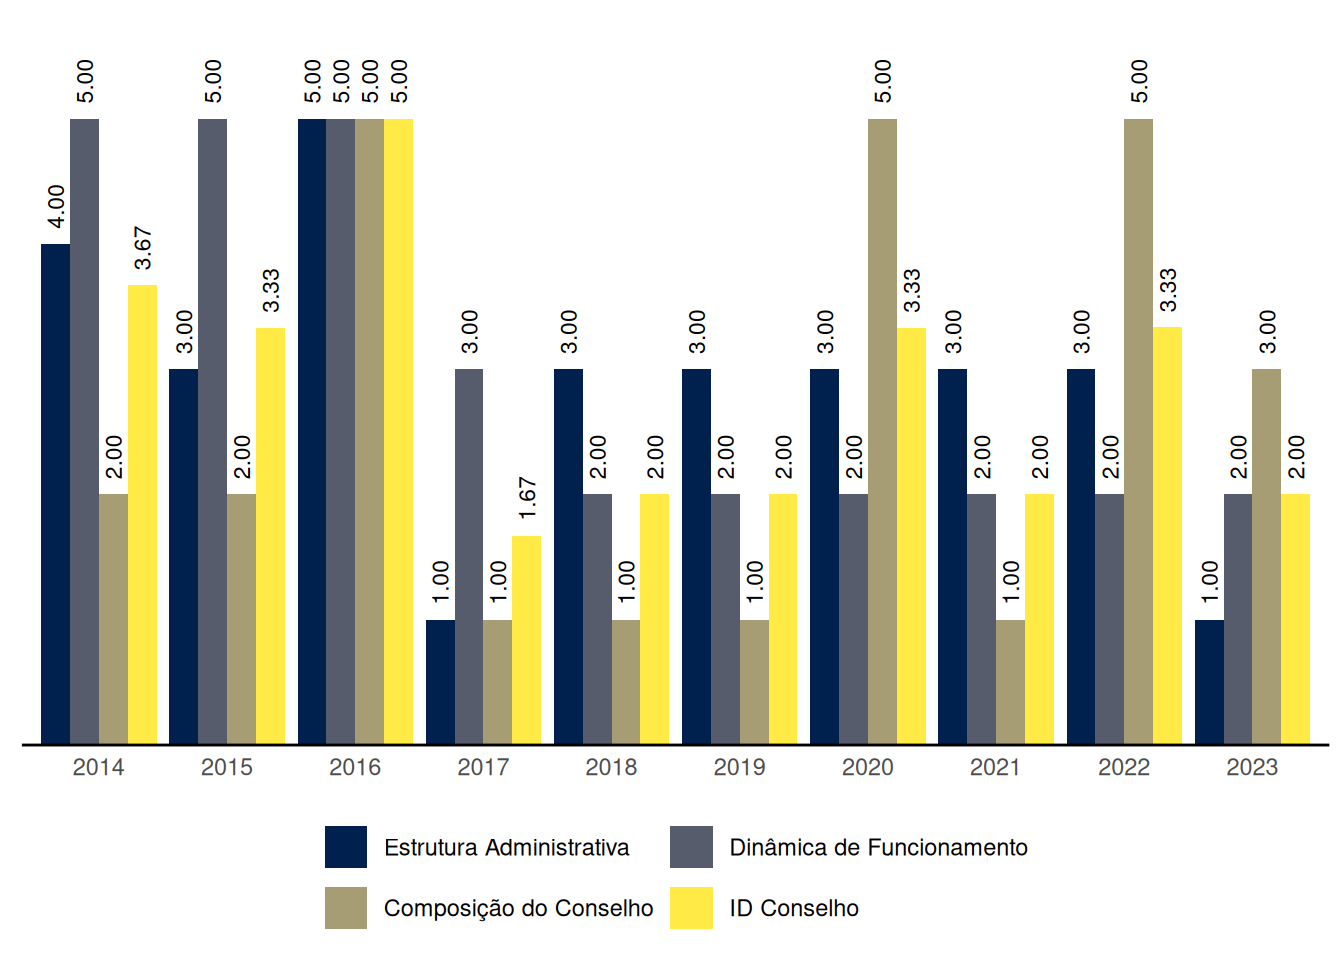 5.00 5.00 5.00 5.00 5.00 5.00 5.00 5.00
4.00
3.67
3.33 3.33 3.33
3.00 3.00 3.00 3.00 3.00 3.00 3.00 3.00
2.00 2.00 2.00 2.00 2.00 2.00 2.00 2.00 2.00 2.00 2.00 2.00
1.67
1.00 1.00 1.00 1.00 1.00 1.00
2014 2015 2016 2017 2018 2019 2020 2021 2022 2023
Estrutura Administrativa Dinâmica de Funcionamento
Composição do Conselho ID Conselho